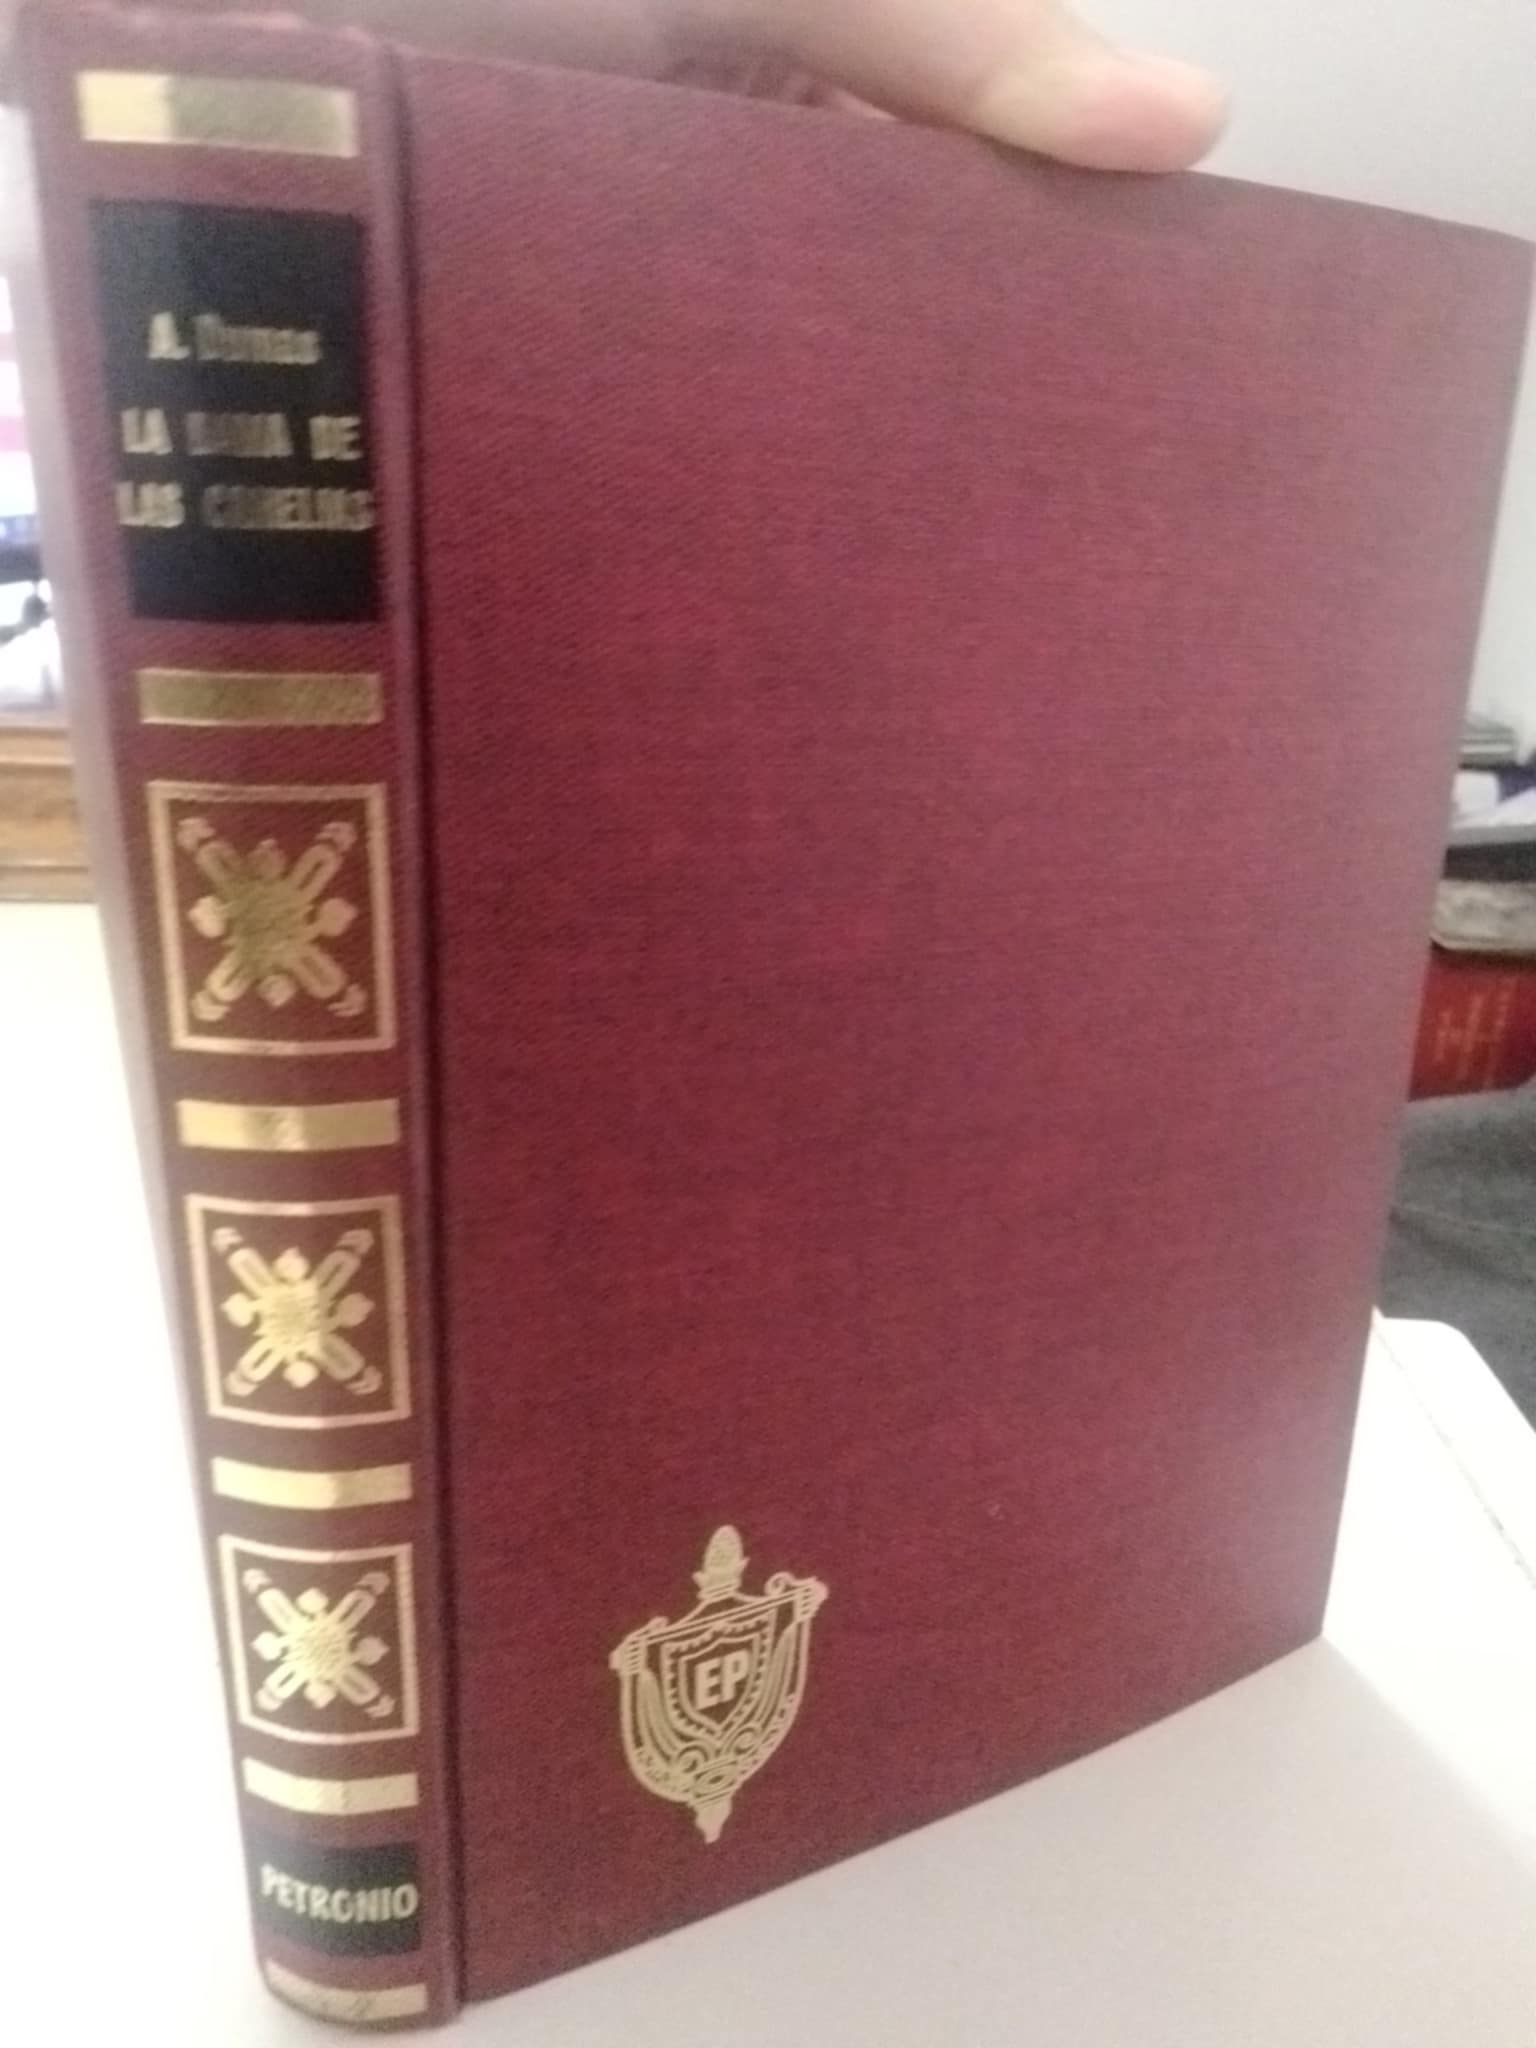 A. Dumas
LA DAMA DE
LAS CAMELIAS
EP
PETRONIO